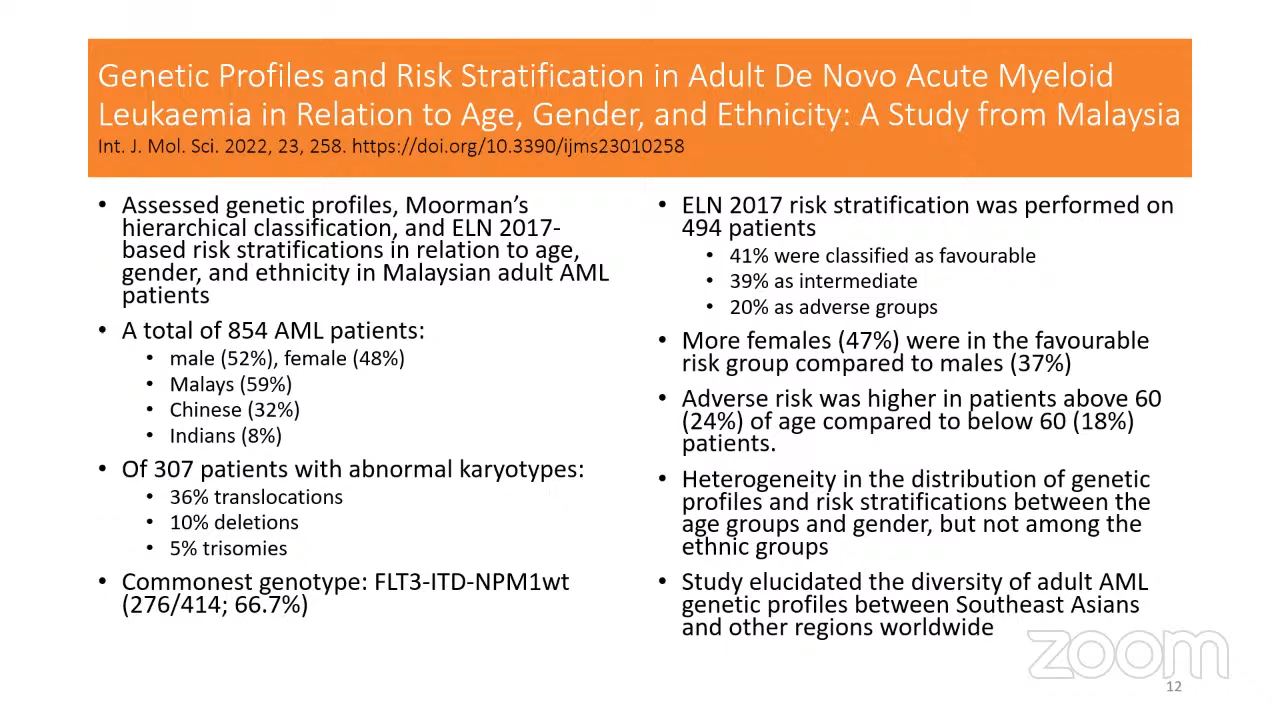 Genetic Profiles and Risk Stratification in Adult De Novo Acute Myeloid
Leukaemia in Relation to Age, Gender, and Ethnicity: A Study from Malaysia
Int. J. Mol. Sci. 2022, 23, 258. https://doi.org/10.3390/ijms23010258
• Assessed genetic profiles, Moorman's
hierarchical classification, and ELN 2017-
based risk stratifications in relation to age,
gender, and ethnicity in Malaysian adult AML
patients
• A total of 854 AML patients:
• male (52%), female (48%)
• Malays (59%)
• Chinese (32%)
• Indians (8%)
• Of 307 patients with abnormal karyotypes:
• 36% translocations
• 10% deletions
• 5% trisomies
• Commonest genotype: FLT3-ITD-NPM1wt
(276/414; 66.7%)
• ELN 2017 risk stratification was performed on
494 patients
• 41% were classified as favourable
• 39% as intermediate
• 20% as adverse groups
• More females (47%) were in the favourable
risk group compared to males (37%)
• Adverse risk was higher in patients above 60
(24%) of age compared to below 60 (18%)
patients.
• Heterogeneity in the distribution of genetic
profiles and risk stratifications between the
age groups and gender, but not among the
ethnic groups
• Study elucidated the diversity of adult AML
genetic profiles between Southeast Asians
and other regions worldwide
zoom
12